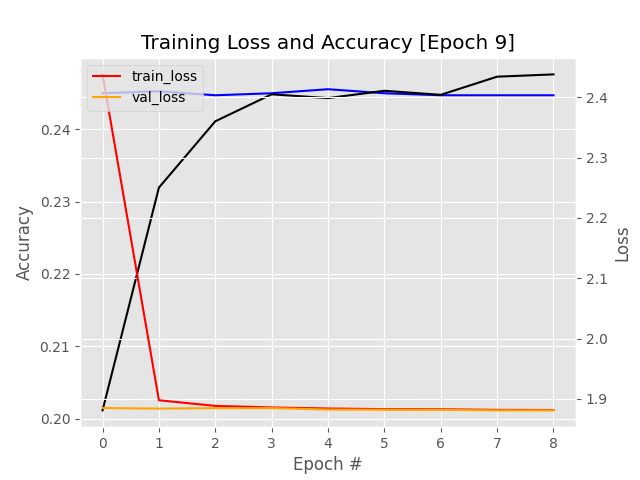 Training Loss and Accuracy [Epoch 9]
train_loss
val_loss
0.24
0.23
0.22
0.21
0.20
Accuracy
2.4
2.3
2.2
2.1
2.0
1.9
Loss
0 1 2 3 4 5 6 7 8
Epoch #